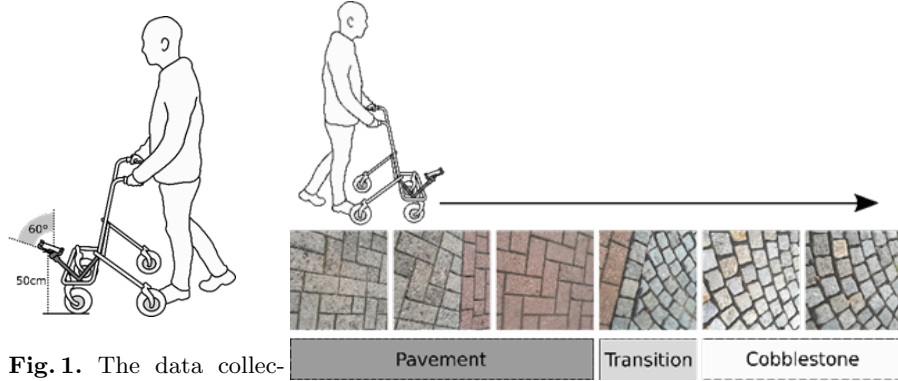 60°
50cm
Fig. 1. The data collec-
Pavement
Transition
Cobblestone